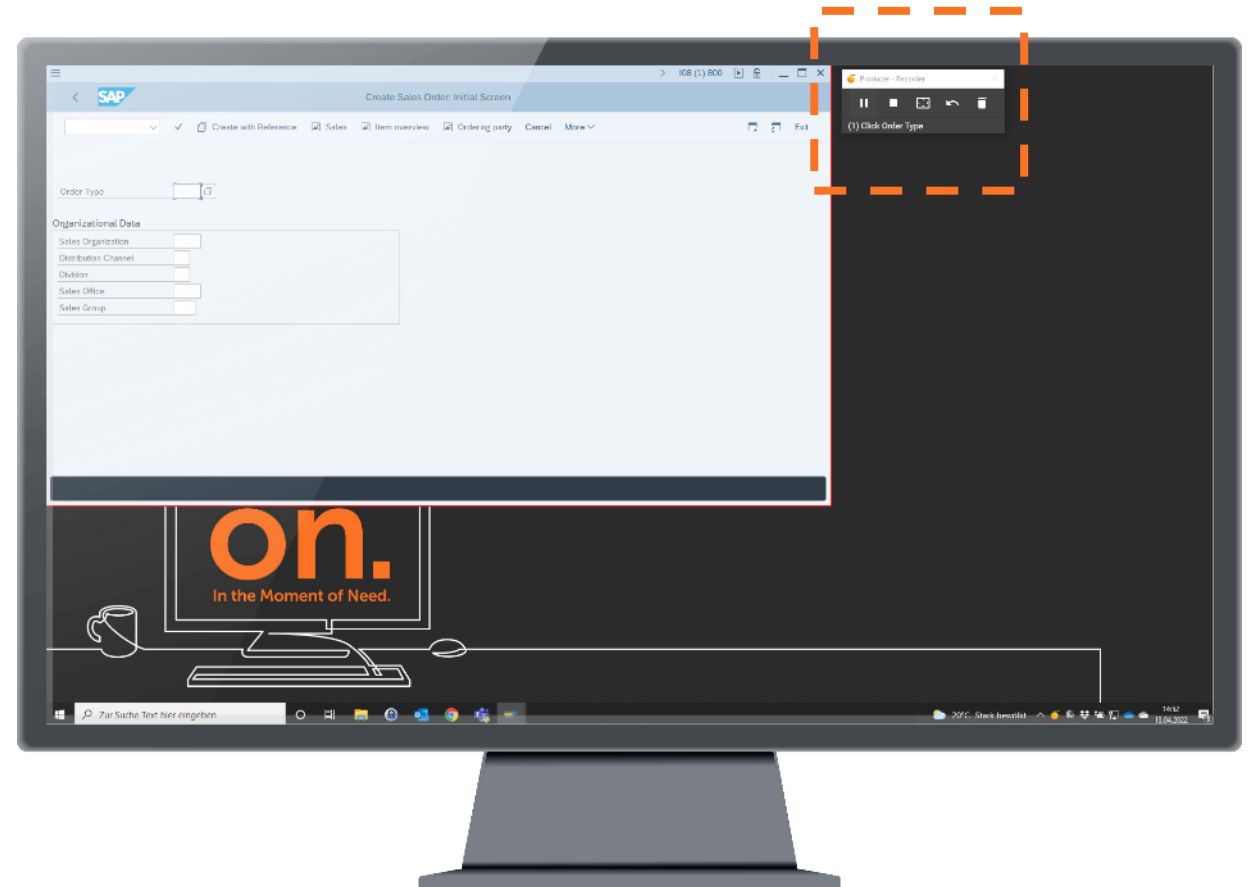 > I08 (1) 800
SAP
Create Sales Order: Initial Screen
Create with Reference Sales Item overview Ordering party Cancel More Exit
Order Type
Organizational Data
Sales Organization
Distribution Channel
Division
Sales Office
Sales Group
Producer - Recorder
(1) Click Order Type
on.
In the Moment of Need.
Zur Suche Text hier eingeben
20°C Stark bewölkt
14:52
13.04.2022